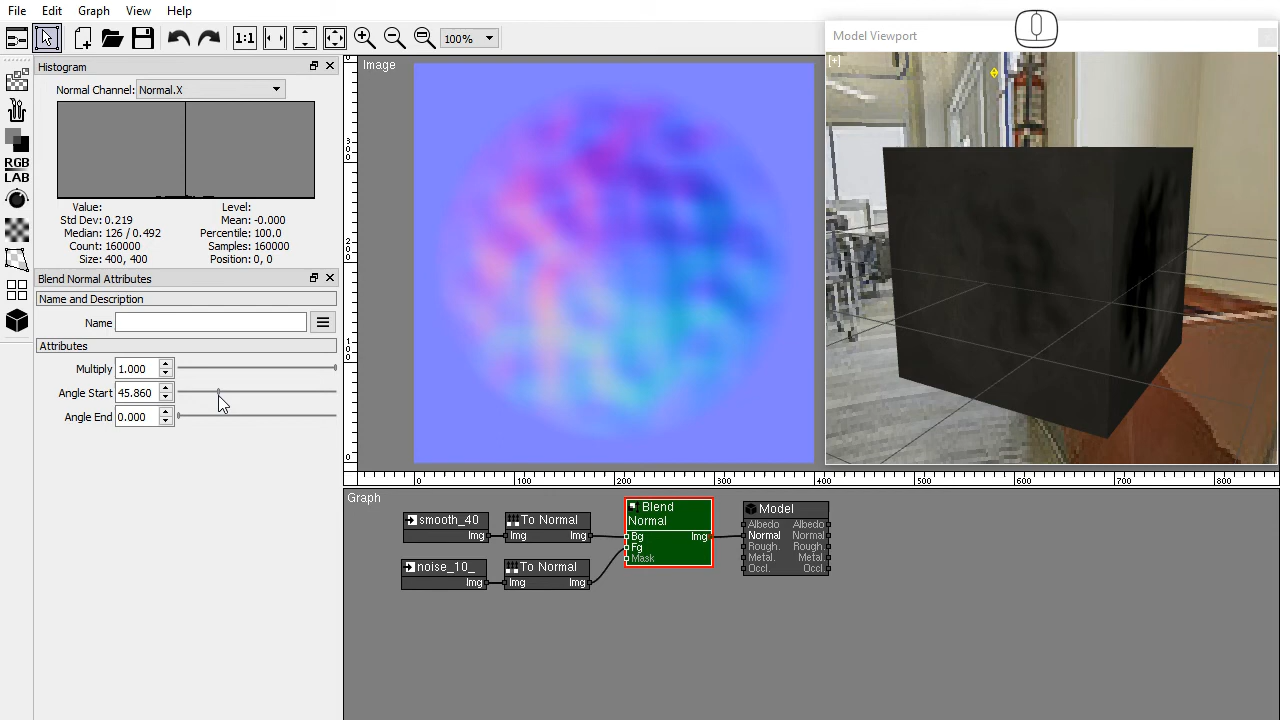 File Edit Graph View Help
1:1 100%
Model Viewport
[+]
RGB
LAB
Histogram
Normal Channel: Normal.X
Value: Level:
Std Dev: 0.219 Mean: -0.000
Median: 126 / 0.492 Percentile: 100.0
Count: 160000 Samples: 160000
Size: 400, 400 Position: 0, 0
Blend Normal Attributes
Name and Description
Name
Attributes
Multiply 1.000
Angle Start 45.860
Angle End 0.000
Image
300
200
100
0
100 200 300 400 500 600 700 800
Graph
smooth_40
Img
To Normal
Img Img
noise_10_
Img
To Normal
Img Img
Blend
Normal
Bg Img
Fg
Mask
Model
Albedo Albedo
Normal Normal
Rough. Rough.
Metal. Metal.
Occl. Occl.